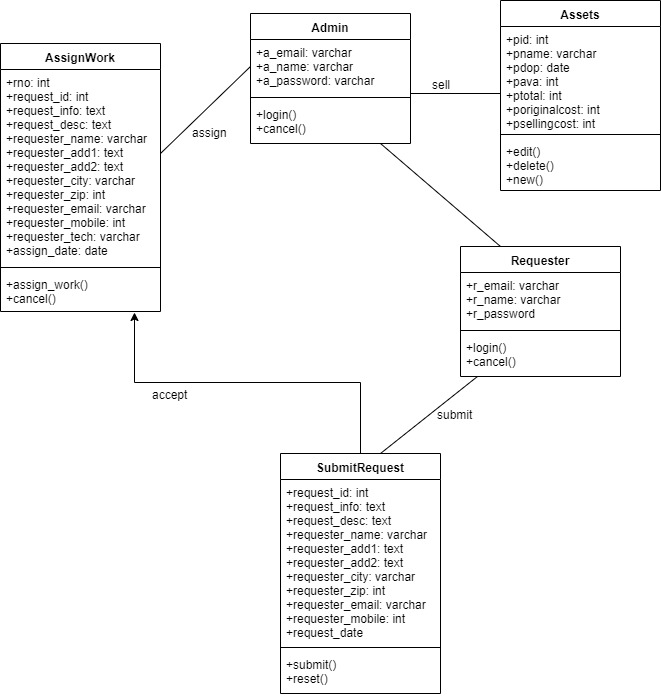 AssignWork
+rno: int
+request_id: int
+request_info: text
+request_desc: text
+requester_name: varchar
+requester_add1: text
+requester_add2: text
+requester_city: varchar
+requester_zip: int
+requester_email: varchar
+requester_mobile: int
+requester_tech: varchar
+assign_date: date
+assign_work()
+cancel()
assign
Admin
+a_email: varchar
+a_name: varchar
+a_password: varchar
+login()
+cancel()
sell
Assets
+pid: int
+pname: varchar
+pdop: date
+pava: int
+ptotal: int
+poriginalcost: int
+psellingcost: int
+edit()
+delete()
+new()
Requester
+r_email: varchar
+r_name: varchar
+r_password
+login()
+cancel()
accept
submit
SubmitRequest
+request_id: int
+request_info: text
+request_desc: text
+requester_name: varchar
+requester_add1: text
+requester_add2: text
+requester_city: varchar
+requester_zip: int
+requester_email: varchar
+requester_mobile: int
+request_date
+submit()
+reset()